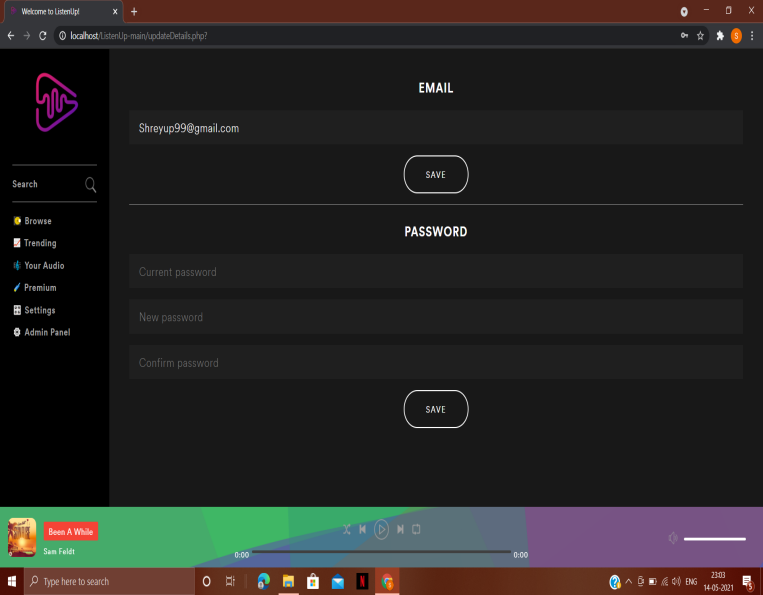 Welcome to ListenUp!
localhost/ListenUp-main/updateDetails.php?
S
EMAIL
Shreyup99@gmail.com
SAVE
Search
Browse
Trending
Your Audio
Premium
Settings
Admin Panel
PASSWORD
Current password
New password
Confirm password
SAVE
Been A While
Sam Feldt
0:00
0:00
Type here to search
N
ENG
23:03
14-05-2021
5